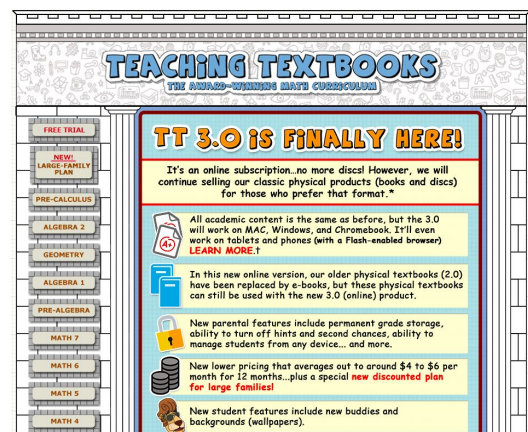 TEACHING TEXTBOOKS
THE AWARD-WINNING MATH CURRICULUM
FREE TRIAL
NEW!
LARGE-FAMILY
PLAN
PRE-CALCULUS
ALGEBRA 2
GEOMETRY
ALGEBRA 1
PRE-ALGEBRA
MATH 7
MATH 6
MATH 5
MATH 4
TT 3.0 iS FiNALLY HERE!
It's an online subscription...no more discs! However, we will
continue selling our classic physical products (books and discs)
for those who prefer that format.*
A+
All academic content is the same as before, but the 3.0
will work on MAC, Windows, and Chromebook. It'll even
work on tablets and phones (with a Flash-enabled browser)
LEARN MORE.†
In this new online version, our older physical textbooks (2.0)
have been replaced by e-books, but these physical textbooks
can still be used with the new 3.0 (online) product.
New parental features include permanent grade storage,
ability to turn off hints and second chances, ability to
manage students from any device... and more.
New lower pricing that averages out to around $4 to $6 per
month for 12 months...plus a special new discounted plan
for large families!
New student features include new buddies and
backgrounds (wallpapers).